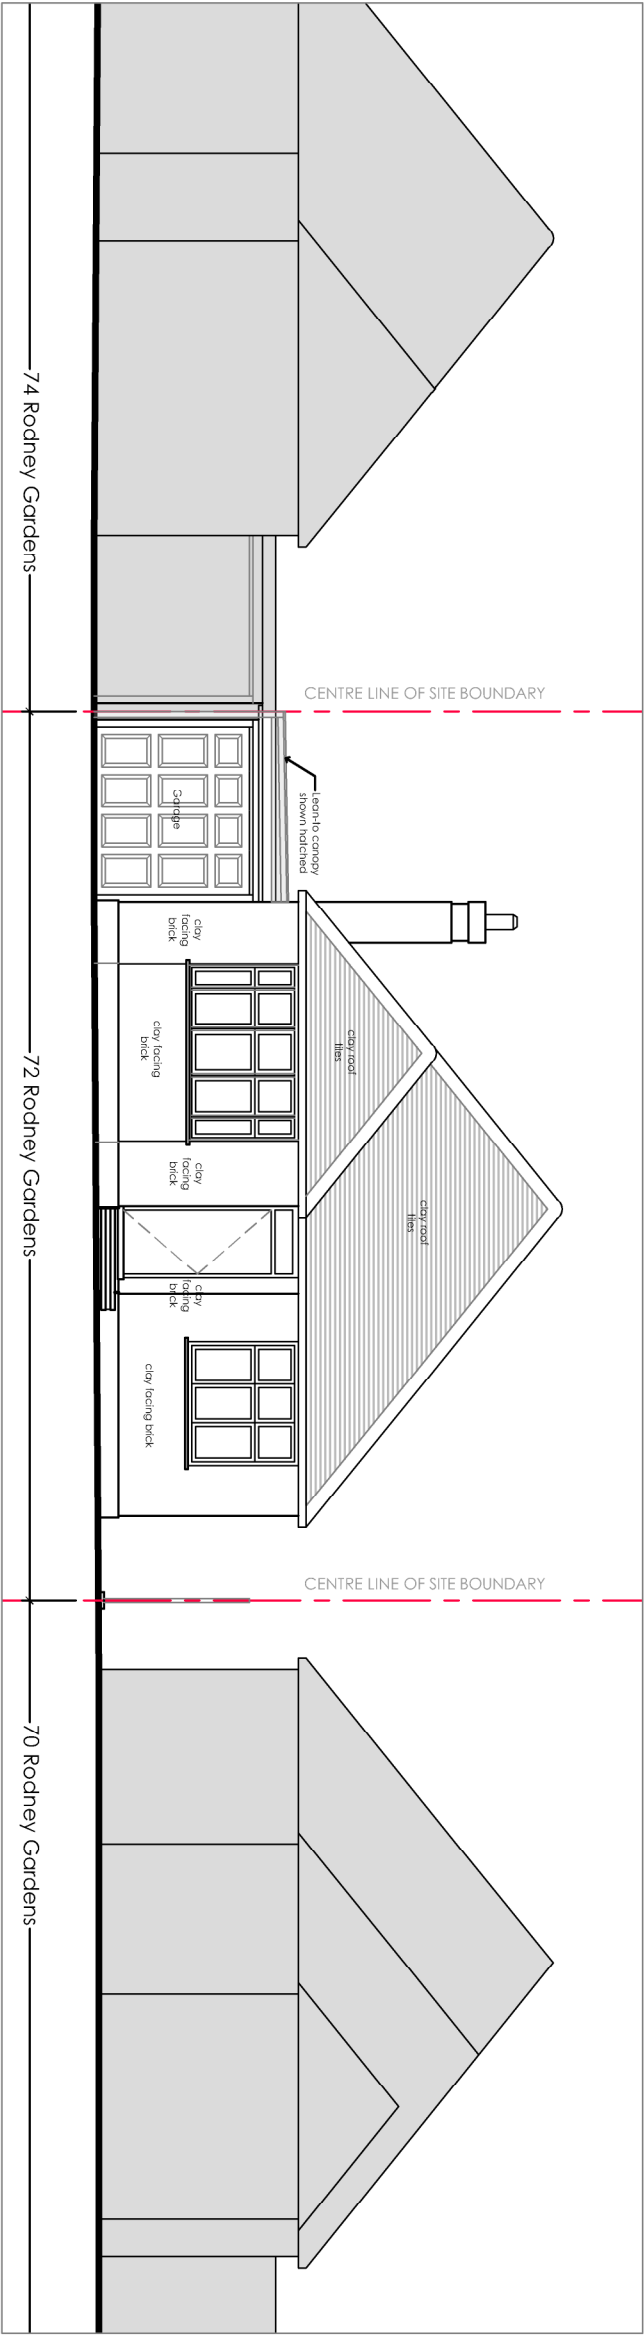 CENTRE LINE OF SITE BOUNDARY
CENTRE LINE OF SITE BOUNDARY
Lean-to canopy
shown hatched
clay roof
tiles
clay roof
tiles
Garage
clay
facing
brick
clay facing
brick
clay
facing
brick
clay
facing
brick
clay facing brick
74 Rodney Gardens
72 Rodney Gardens
70 Rodney Gardens